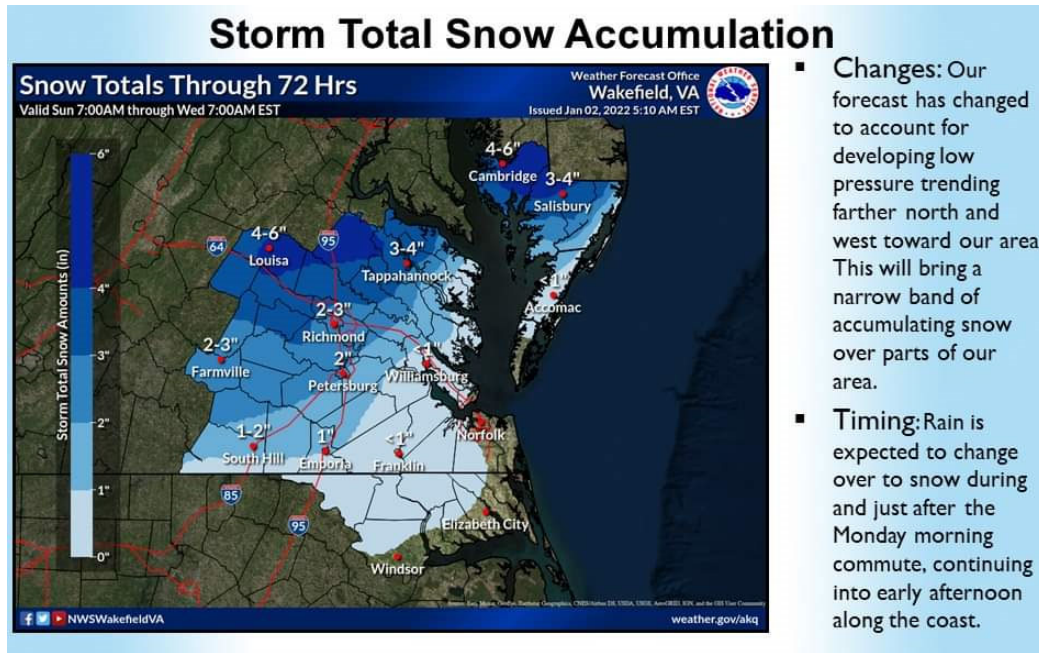 Storm Total Snow Accumulation
Snow Totals Through 72 Hrs
Valid Sun 7:00AM through Wed 7:00AM EST
Weather Forecast Office
Wakefield, VA
Issued Jan 02, 2022 5:10 AM EST
NATIONAL WEATHER SERVICE
Storm Total Snow Amounts (in)
6"
4"
3"
2"
1"
0"
4-6"
Cambridge
3-4"
Salisbury
64
95
4-6"
Louisa
3-4"
Tappahannock
<1"
Accomac
2-3"
Richmond
2-3"
Farmville
2"
Petersburg
<1"
Williamsburg
1-2"
South Hill
1"
Emporia
<1"
Franklin
Norfolk
85
95
Elizabeth City
Windsor
NWSWakefieldVA
weather.gov/akq
▪ Changes: Our
forecast has changed
to account for
developing low
pressure trending
farther north and
west toward our area
This will bring a
narrow band of
accumulating snow
over parts of our
area.
▪ Timing: Rain is
expected to change
over to snow during
and just after the
Monday morning
commute, continuing
into early afternoon
along the coast.